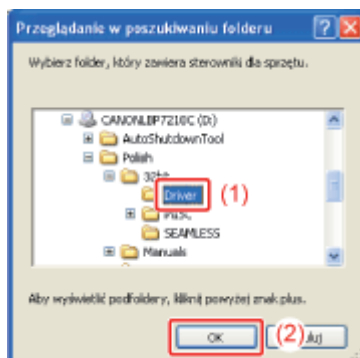 Przeglądanie w poszukiwaniu folderu
Wybierz folder, który zawiera sterowniki dla sprzętu.
CANONLBP7210C (D:)
AutoShutdownTool
Polish
32bit
Driver (1)
MISC
SEAMLESS
Manuals
Aby wyświetlić podfoldery, kliknij powyżej znak plus.
OK (2)